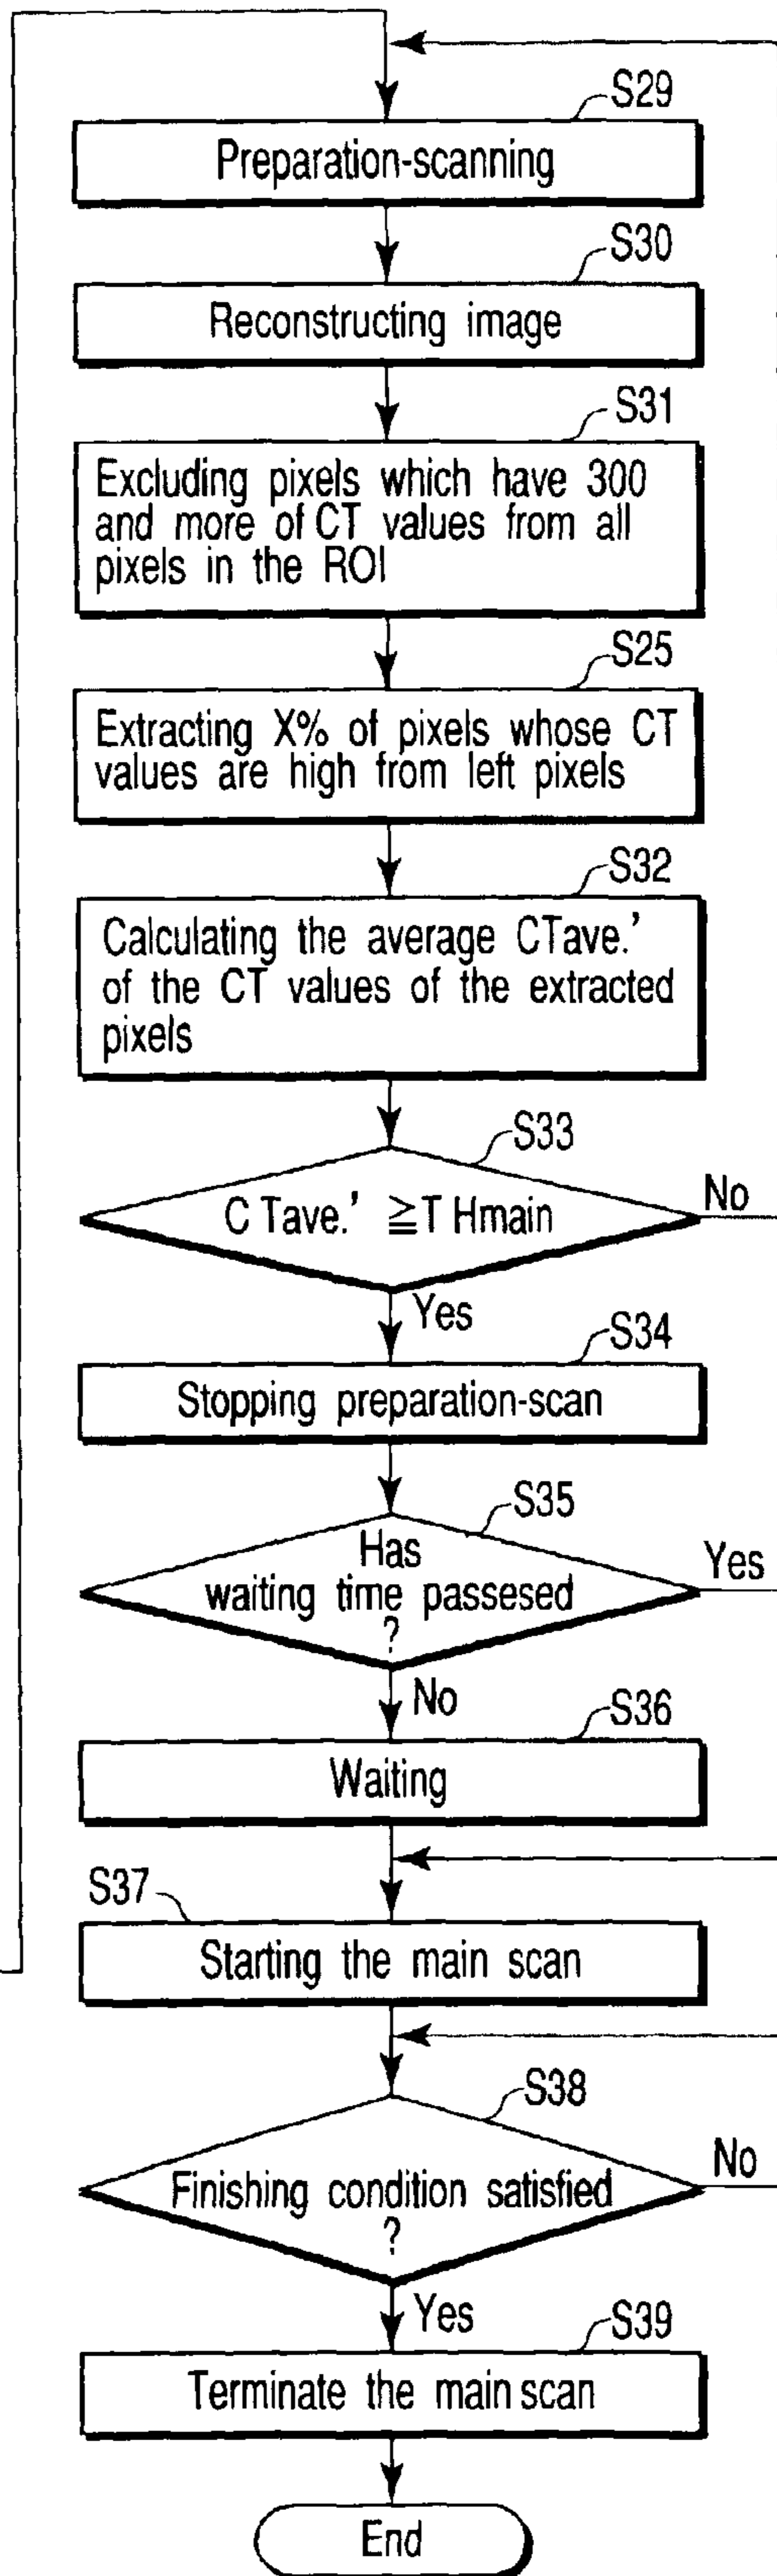 S29
Preparation-scanning
S30
Reconstructing image
S31
Excluding pixels which have 300
and more of CT values from all
pixels in the ROI
S25
Extracting X% of pixels whose CT
values are high from left pixels
S32
Calculating the average CTave.'
of the CT values of the extracted
pixels
S33
C Tave.' ≧T Hmain
No
Yes
S34
Stopping preparation-scan
S35
Has
waiting time passesed
?
Yes
No
S36
Waiting
S37
Starting the main scan
S38
Finishing condition satisfied
?
No
Yes
S39
Terminate the main scan
End